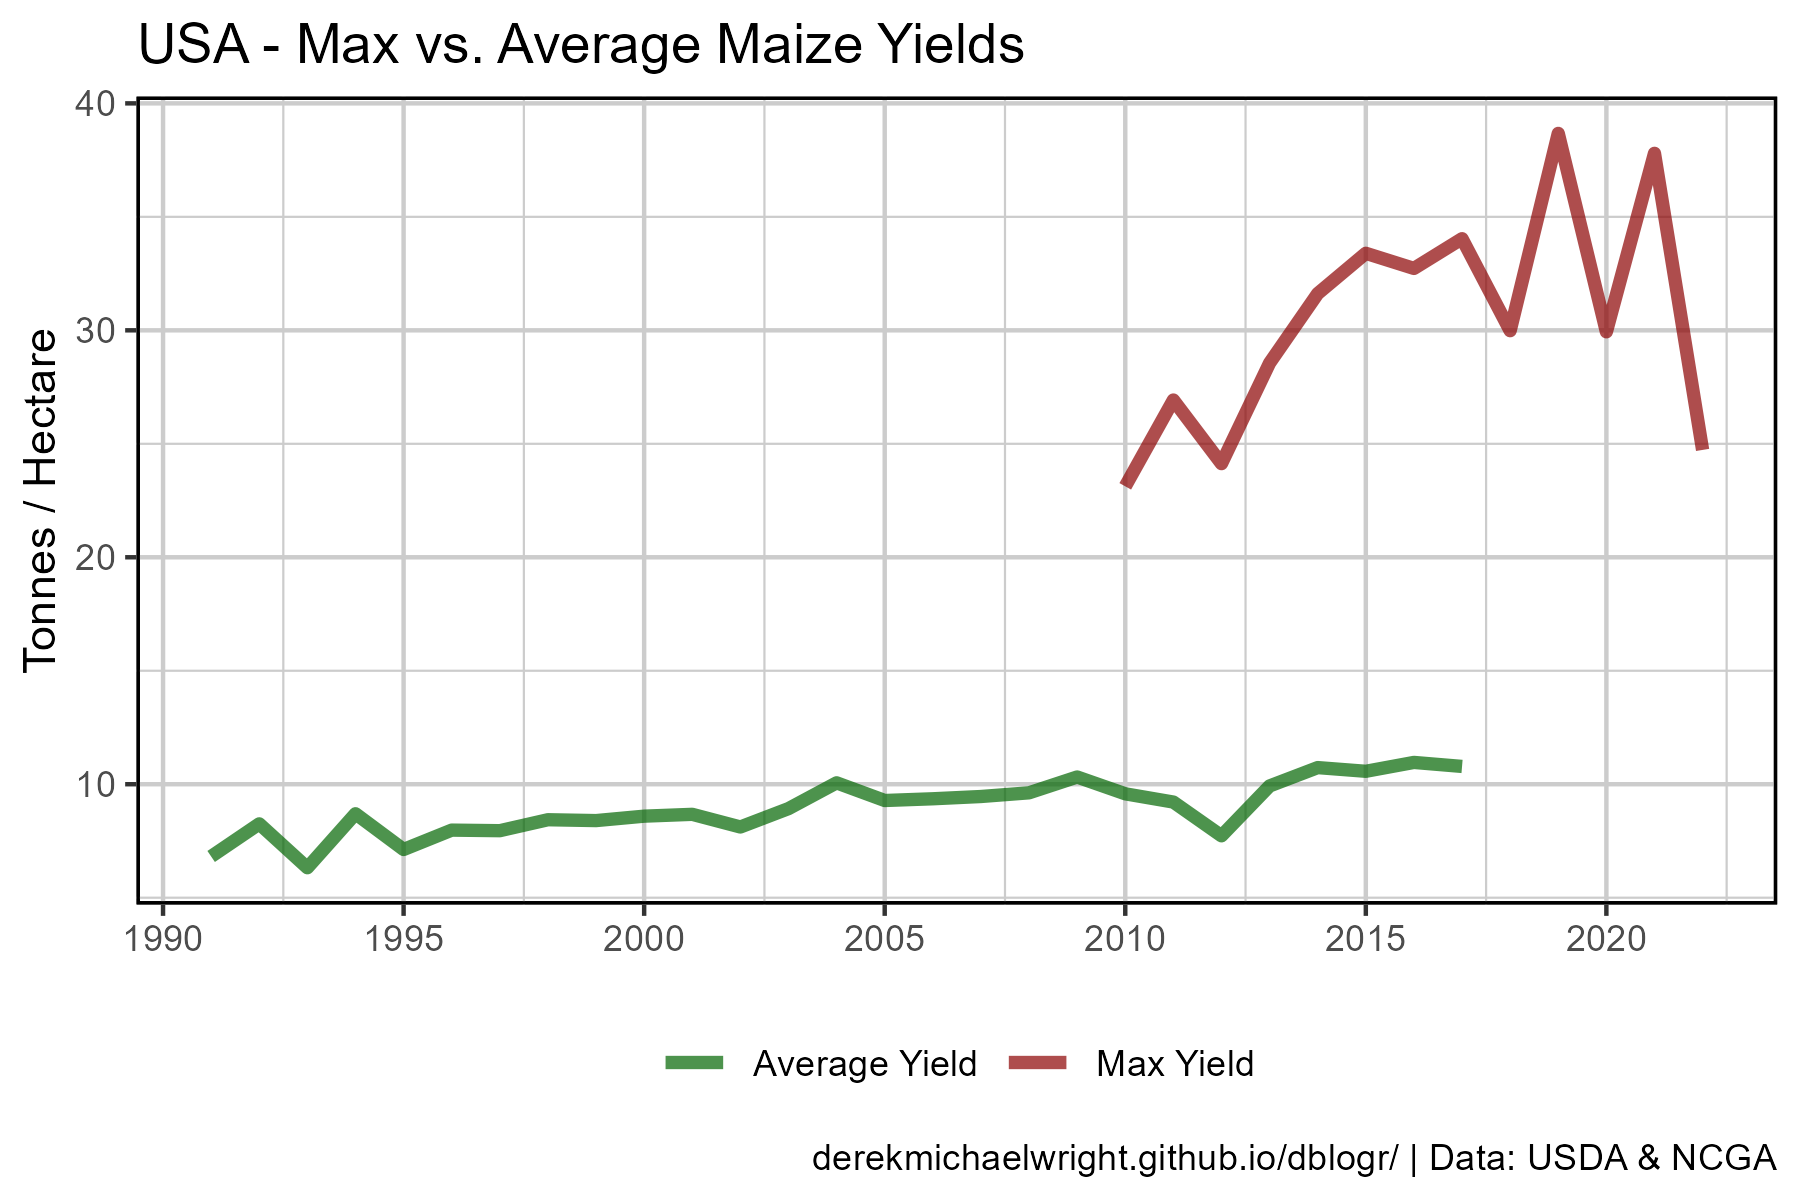 USA - Max vs. Average Maize Yields
Tonnes / Hectare
40
30
20
10
1990 1995 2000 2005 2010 2015 2020
Average Yield Max Yield
derekmichaelwright.github.io/dblogr/ | Data: USDA & NCGA